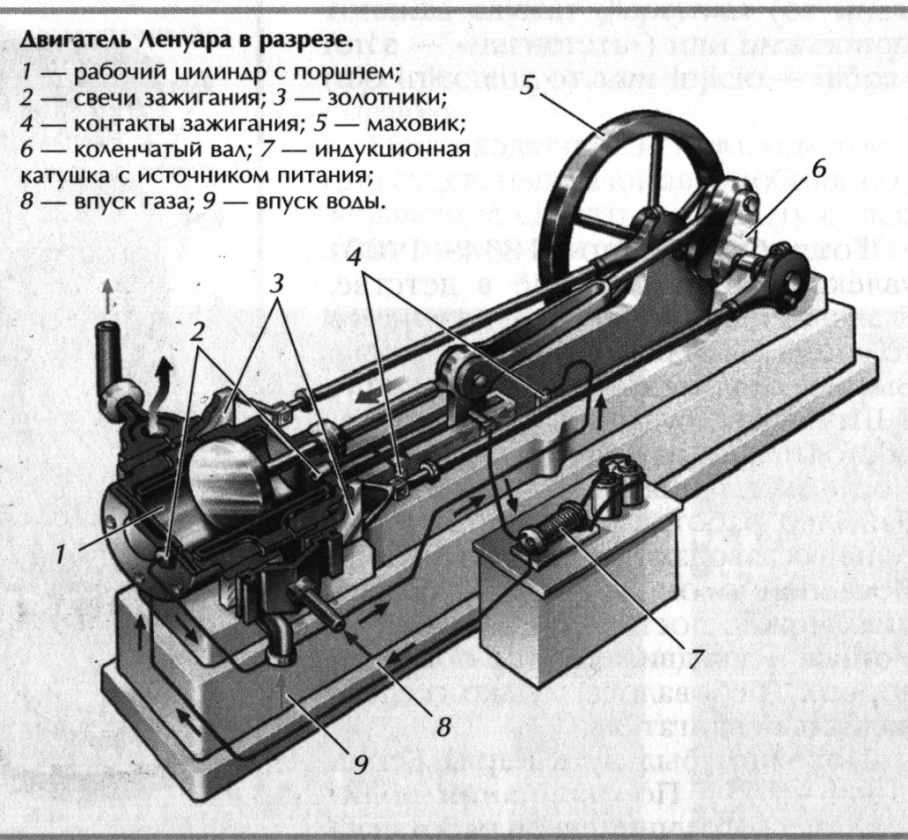 Двигатель Ленуара в разрезе.
1 — рабочий цилиндр с поршнем;
2 — свечи зажигания; 3 — золотники;
4 — контакты зажигания; 5 — маховик;
6 — коленчатый вал; 7 — индукционная
катушка с источником питания;
8 — впуск газа; 9 — впуск воды.
5
6
4
3
2
1
7
8
9